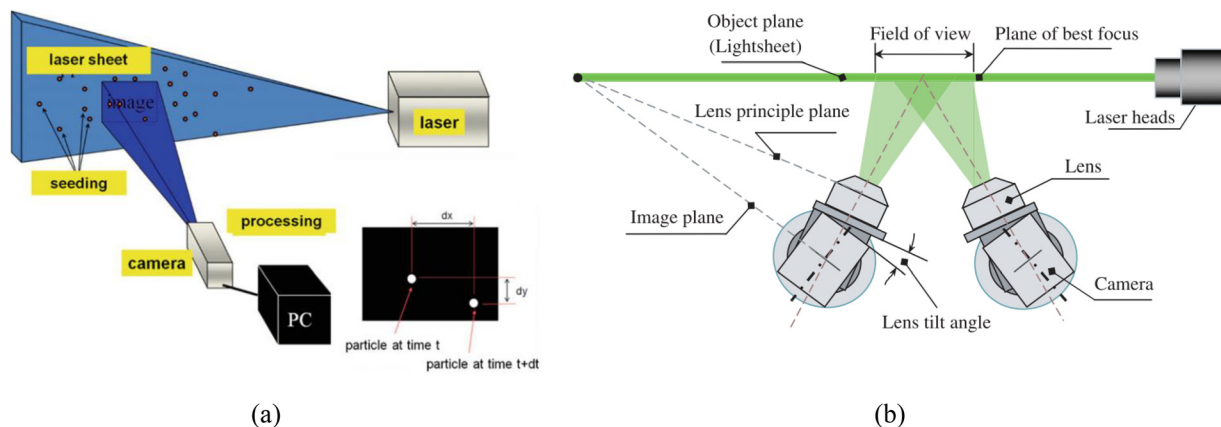 laser sheet
image
laser
seeding
processing
camera
PC
dx
dy
particle at time t
particle at time t+dt
(a)
Object plane
(Lightsheet)
Field of view
Plane of best focus
Lens principle plane
Laser heads
Image plane
Lens
Camera
Lens tilt angle
(b)